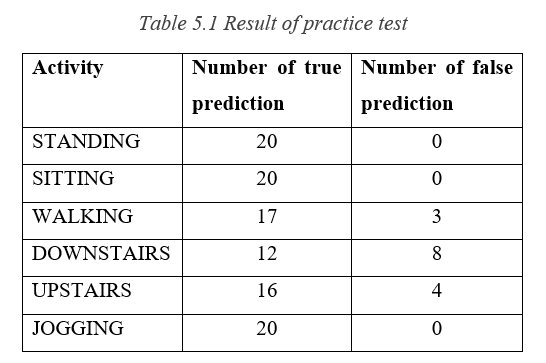 Table 5.1 Result of practice test
Activity Number of true prediction Number of false prediction
STANDING 20 0
SITTING 20 0
WALKING 17 3
DOWNSTAIRS 12 8
UPSTAIRS 16 4
JOGGING 20 0